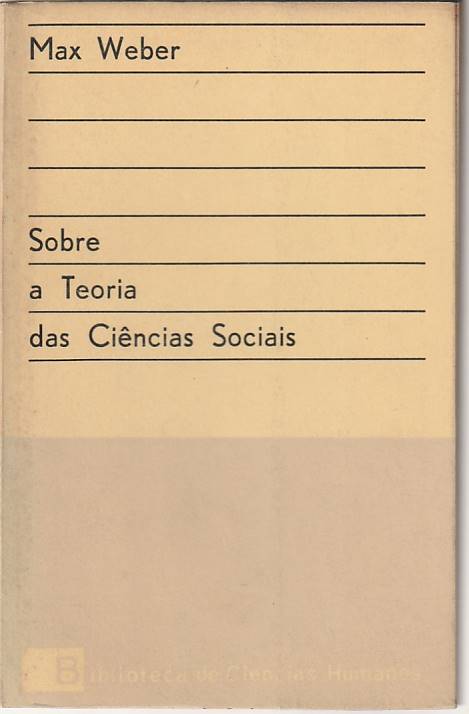 Max Weber
Sobre
a Teoria
das Ciências Sociais
Biblioteca de Ciências Humanas